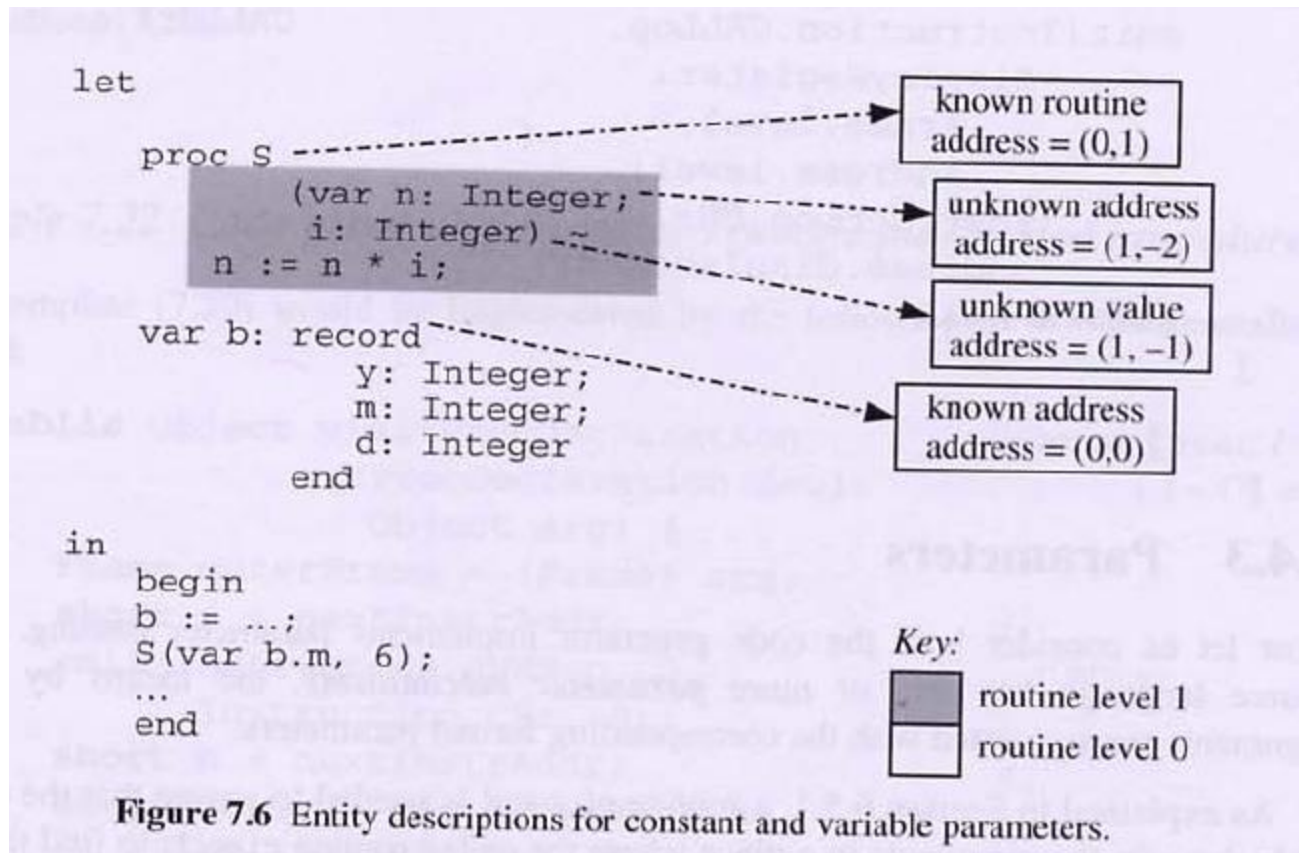 let
proc S
(var n: Integer;
i: Integer) ~
n := n * i;
var b: record
y: Integer;
m: Integer;
d: Integer
end
in
begin
b := ...;
S(var b.m, 6);
...
end
known routine
address = (0,1)
unknown address
address = (1,–2)
unknown value
address = (1, –1)
known address
address = (0,0)
Key:
routine level 1
routine level 0
Figure 7.6 Entity descriptions for constant and variable parameters.